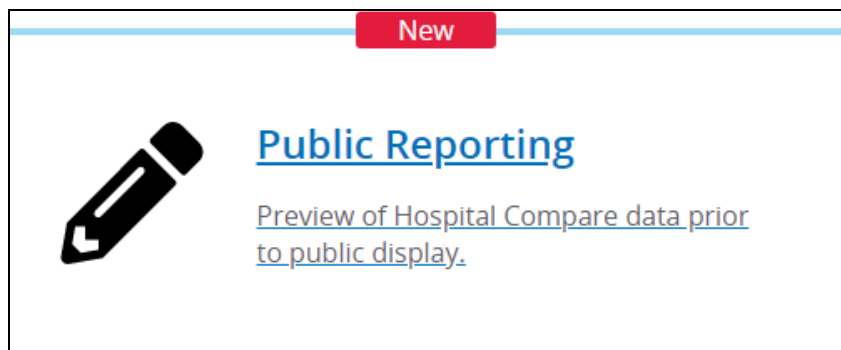 New
Public Reporting
Preview of Hospital Compare data prior
to public display.